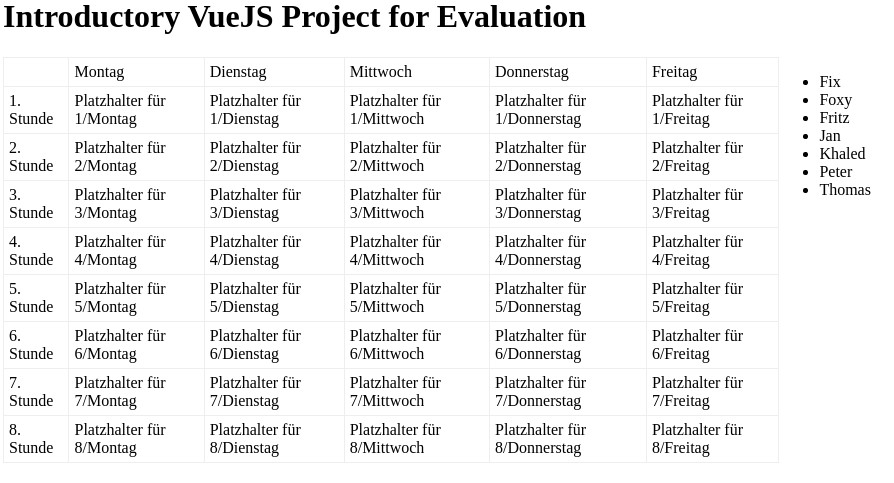 Introductory VueJS Project for Evaluation
Montag Dienstag Mittwoch Donnerstag Freitag
1. Platzhalter für Platzhalter für Platzhalter für Platzhalter für Platzhalter für
Stunde 1/Montag 1/Dienstag 1/Mittwoch 1/Donnerstag 1/Freitag
2. Platzhalter für Platzhalter für Platzhalter für Platzhalter für Platzhalter für
Stunde 2/Montag 2/Dienstag 2/Mittwoch 2/Donnerstag 2/Freitag
3. Platzhalter für Platzhalter für Platzhalter für Platzhalter für Platzhalter für
Stunde 3/Montag 3/Dienstag 3/Mittwoch 3/Donnerstag 3/Freitag
4. Platzhalter für Platzhalter für Platzhalter für Platzhalter für Platzhalter für
Stunde 4/Montag 4/Dienstag 4/Mittwoch 4/Donnerstag 4/Freitag
5. Platzhalter für Platzhalter für Platzhalter für Platzhalter für Platzhalter für
Stunde 5/Montag 5/Dienstag 5/Mittwoch 5/Donnerstag 5/Freitag
6. Platzhalter für Platzhalter für Platzhalter für Platzhalter für Platzhalter für
Stunde 6/Montag 6/Dienstag 6/Mittwoch 6/Donnerstag 6/Freitag
7. Platzhalter für Platzhalter für Platzhalter für Platzhalter für Platzhalter für
Stunde 7/Montag 7/Dienstag 7/Mittwoch 7/Donnerstag 7/Freitag
8. Platzhalter für Platzhalter für Platzhalter für Platzhalter für Platzhalter für
Stunde 8/Montag 8/Dienstag 8/Mittwoch 8/Donnerstag 8/Freitag
• Fix
• Foxy
• Fritz
• Jan
• Khaled
• Peter
• Thomas